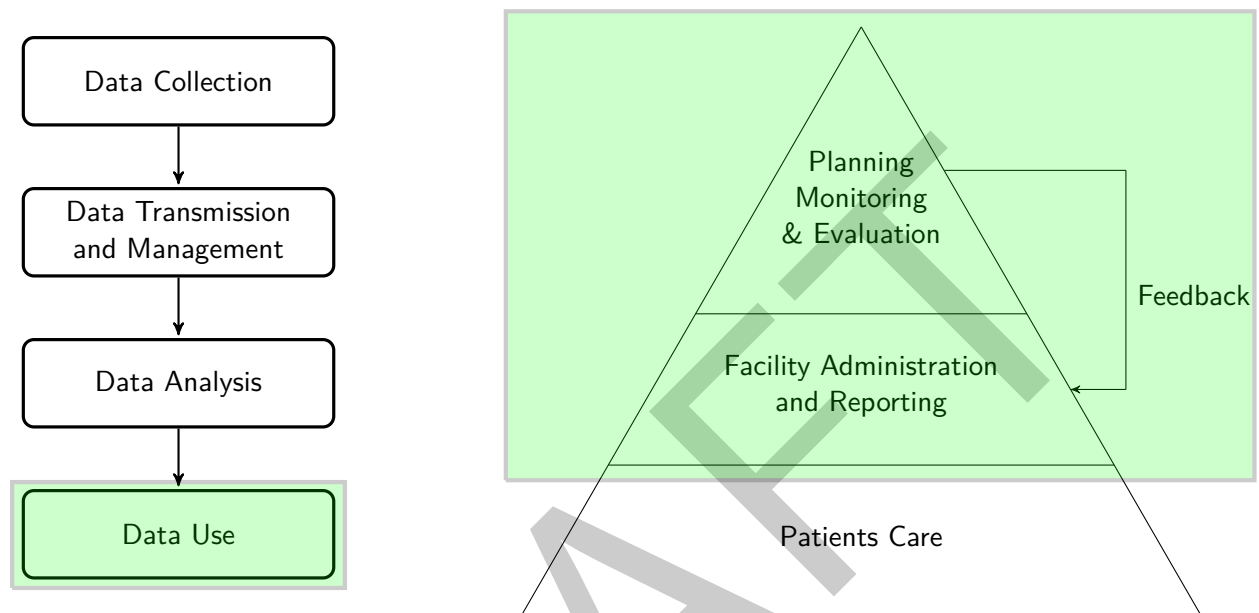 Data Collection
Data Transmission
and Management
Data Analysis
Data Use
Planning
Monitoring
& Evaluation
Feedback
Facility Administration
and Reporting
Patients Care
AFT